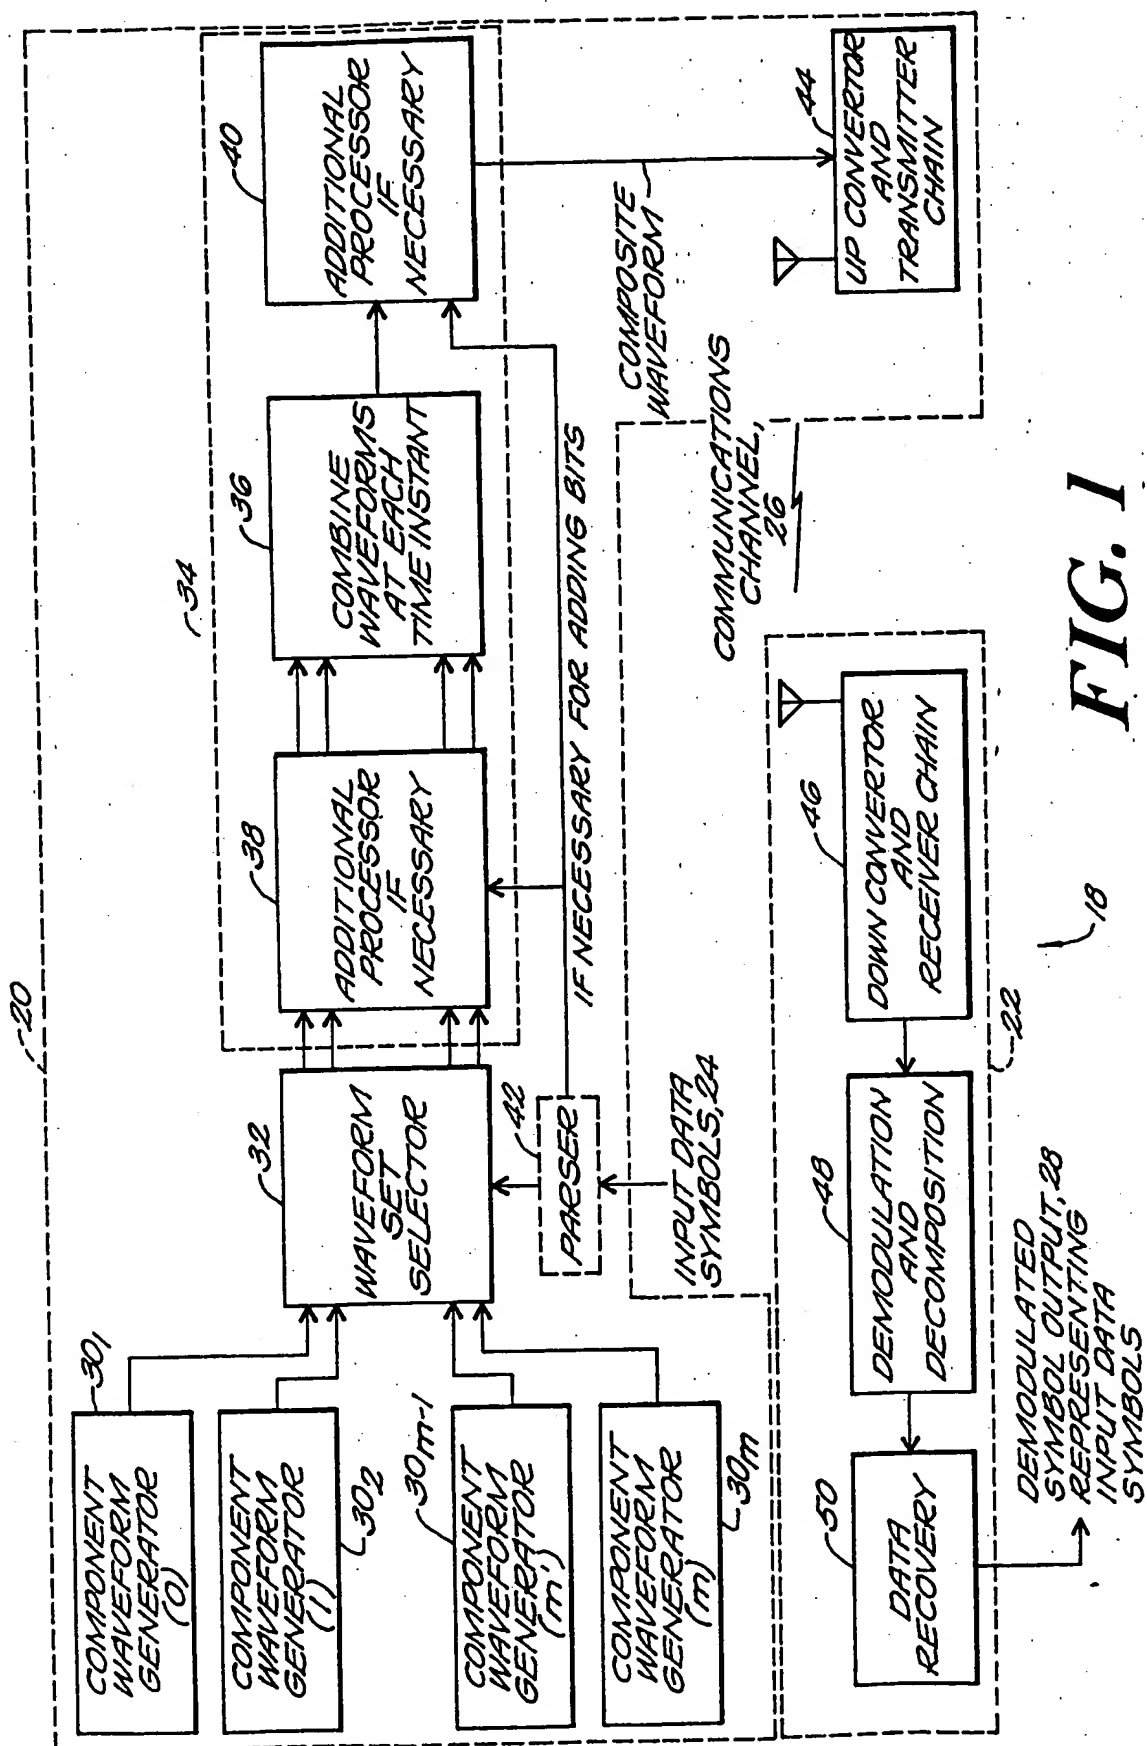 20
COMPONENT
WAVEFORM
GENERATOR
(0)
30₁
COMPONENT
WAVEFORM
GENERATOR
(1)
30₂
COMPONENT
WAVEFORM
GENERATOR
(m')
30m-1
COMPONENT
WAVEFORM
GENERATOR
(m)
30m
32
WAVEFORM
SET
SELECTOR
42
PARSER
INPUT DATA
SYMBOLS, 24
34
38
ADDITIONAL
PROCESSOR
IF
NECESSARY
36
COMBINE
WAVEFORMS
AT EACH
TIME INSTANT
40
ADDITIONAL
PROCESSOR
IF
NECESSARY
IF NECESSARY FOR ADDING BITS
COMPOSITE
WAVEFORM
44
UP CONVERTOR
AND
TRANSMITTER
CHAIN
COMMUNICATIONS
CHANNEL,
26
46
DOWN CONVERTOR
AND
RECEIVER CHAIN
48
DEMODULATION
AND
DECOMPOSITION
50
DATA
RECOVERY
22
DEMODULATED
SYMBOL OUTPUT, 28
REPRESENTING
INPUT DATA
SYMBOLS
18
FIG. 1